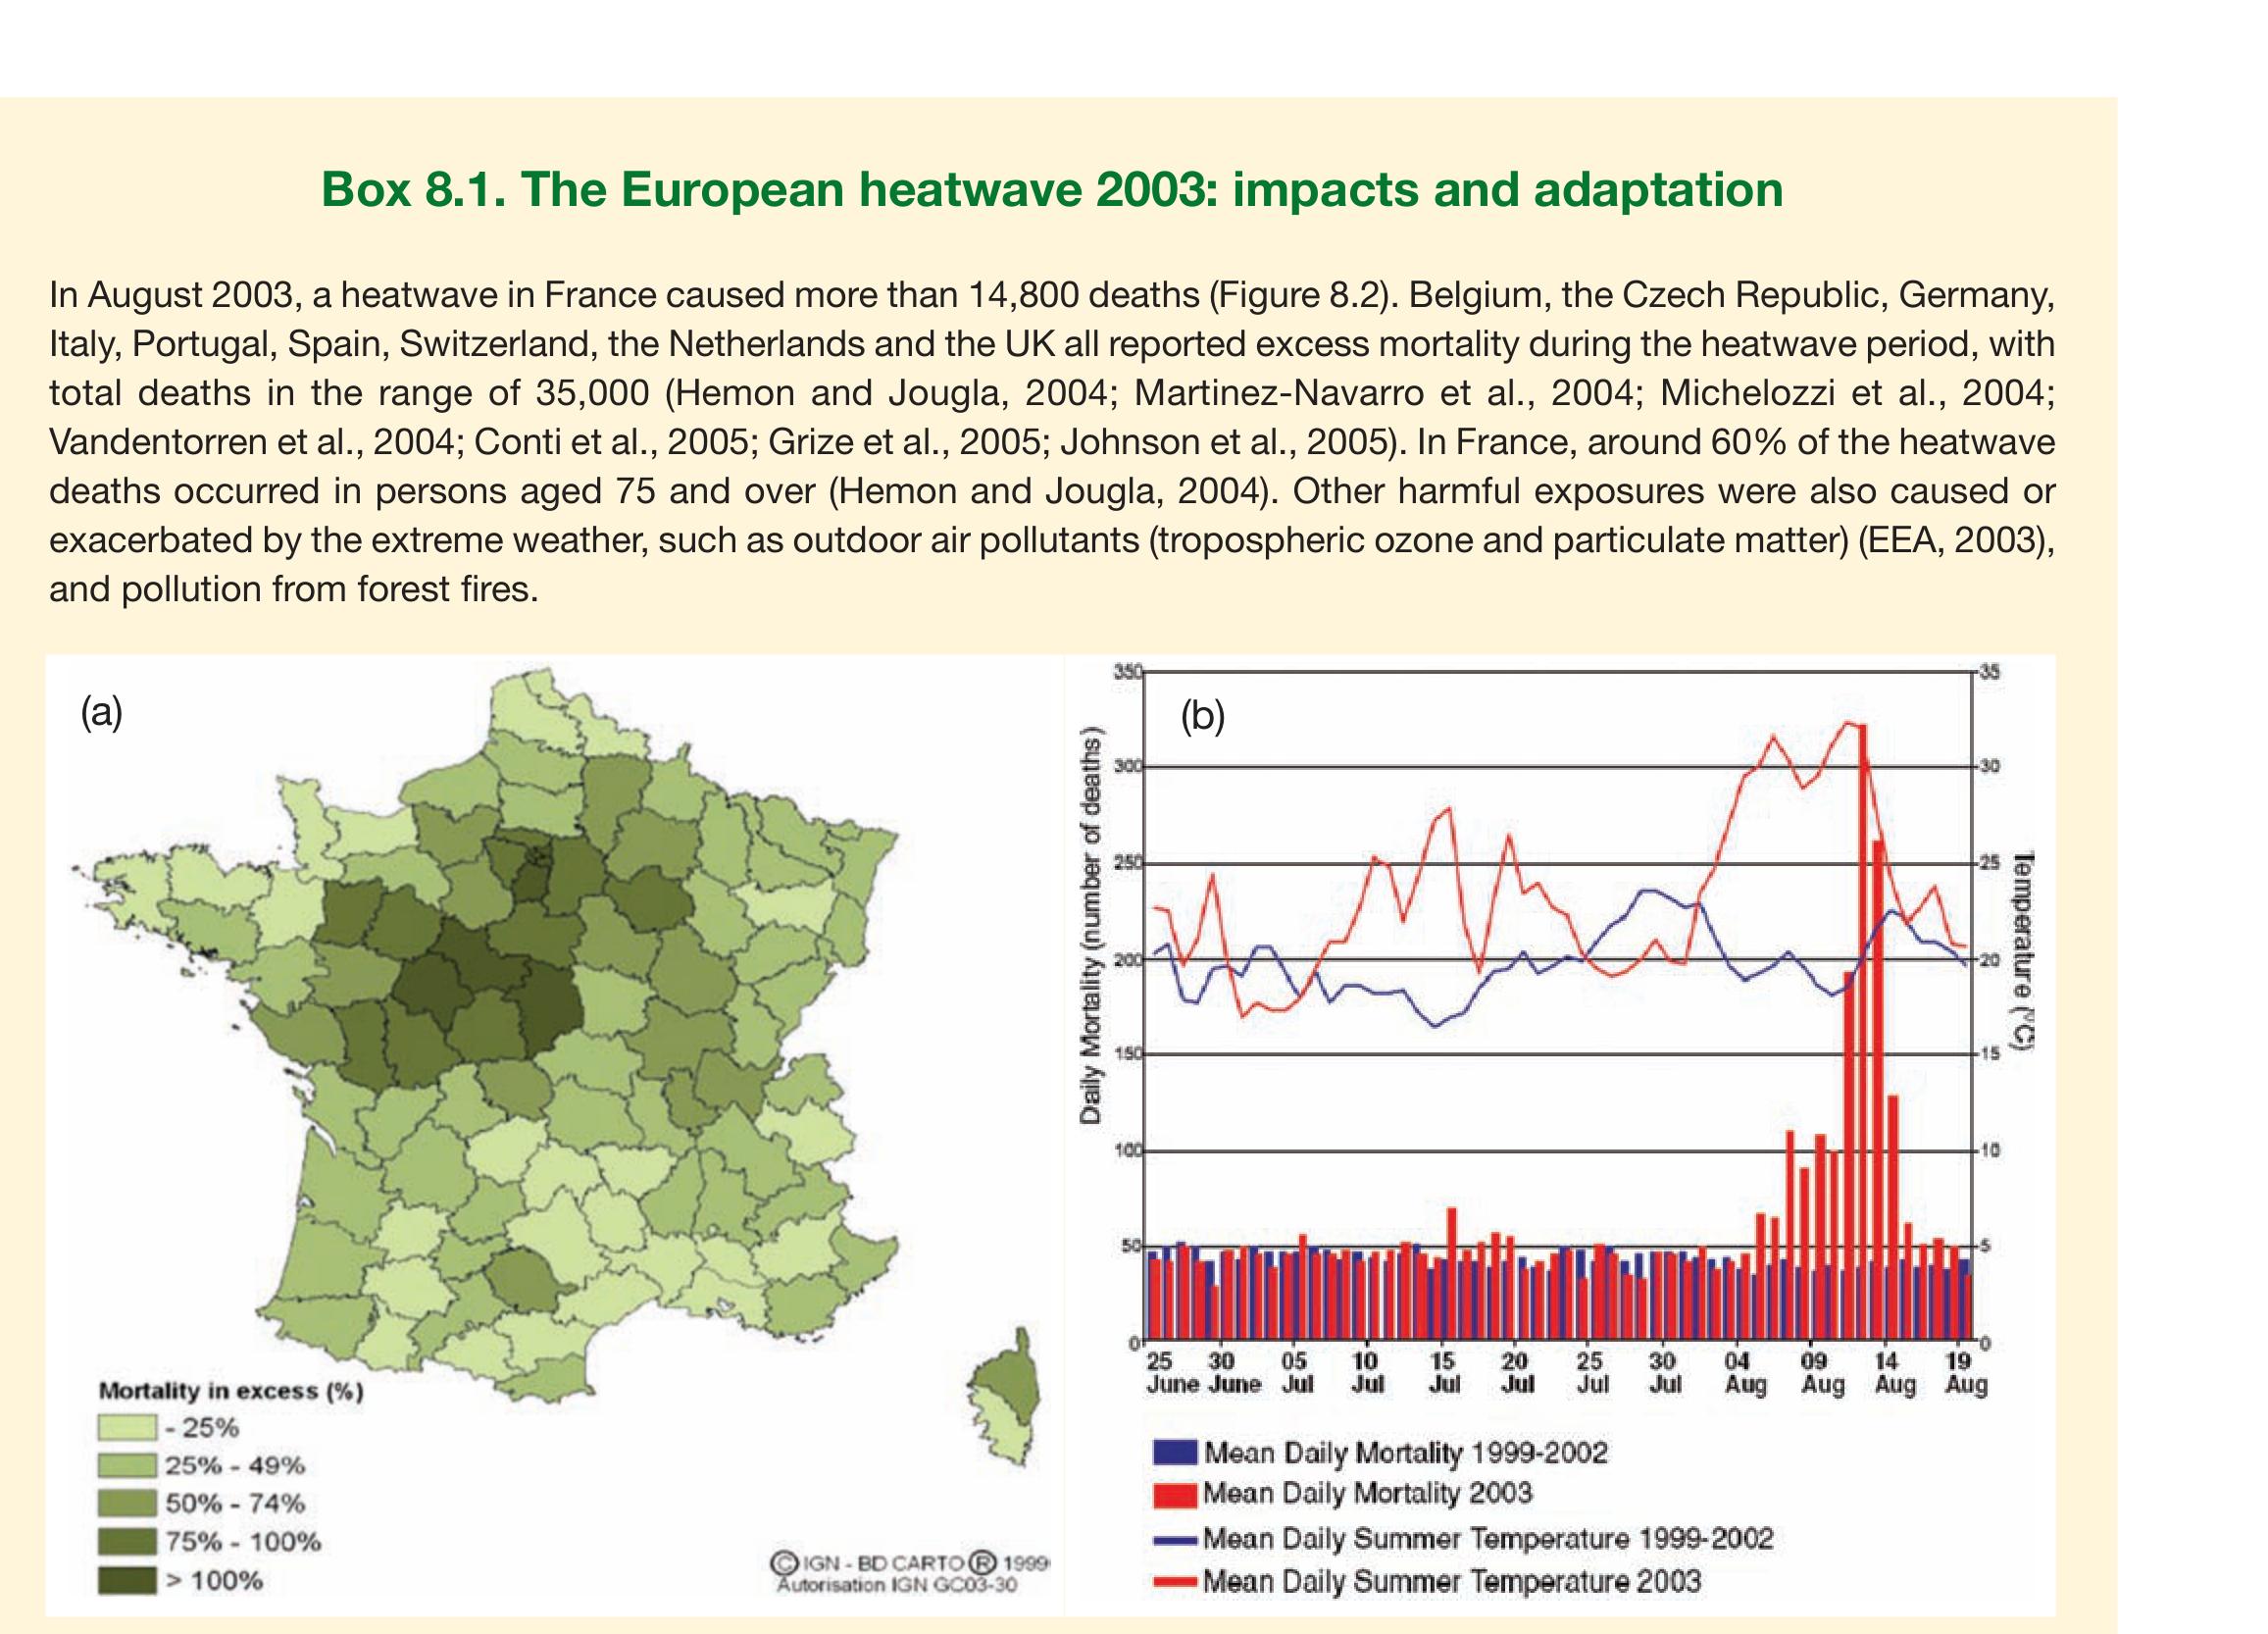 Box 8.1. The European heatwave 2003: impacts and adaptation
In August 2003, a heatwave in France caused more than 14,800 deaths (Figure 8.2). Belgium, the Czech Republic, Germany,
Italy, Portugal, Spain, Switzerland, the Netherlands and the UK all reported excess mortality during the heatwave period, with
total deaths in the range of 35,000 (Hemon and Jougla, 2004; Martinez-Navarro et al., 2004; Michelozzi et al., 2004;
Vandentorren et al., 2004; Conti et al., 2005; Grize et al., 2005; Johnson et al., 2005). In France, around 60% of the heatwave
deaths occurred in persons aged 75 and over (Hemon and Jougla, 2004). Other harmful exposures were also caused or
exacerbated by the extreme weather, such as outdoor air pollutants (tropospheric ozone and particulate matter) (EEA, 2003),
and pollution from forest fires.
(a)
Mortality in excess (%)
- 25%
25% - 49%
50% - 74%
75% - 100%
> 100%
© IGN - BD CARTO ® 1999
Autorisation IGN GC03-30
(b)
Daily Mortality (number of deaths)
350
300
250
200
150
100
50
0
35
30
25
20
15
10
5
0
Temperature (°C)
25 30 05 10 15 20 25 30 04 09 14 19
June June Jul Jul Jul Jul Jul Jul Aug Aug Aug Aug
Mean Daily Mortality 1999-2002
Mean Daily Mortality 2003
Mean Daily Summer Temperature 1999-2002
Mean Daily Summer Temperature 2003